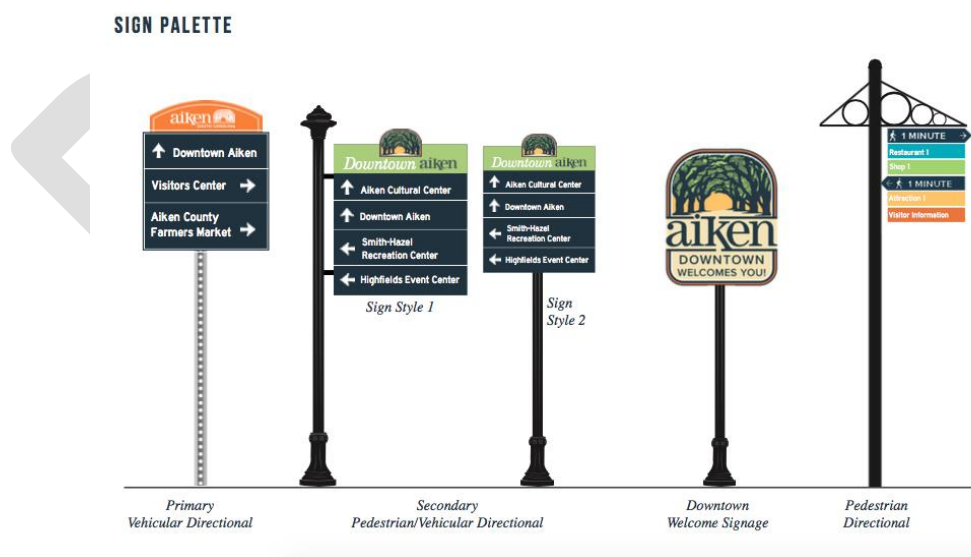 SIGN PALETTE
aiken
SOUTH CAROLINA
Downtown Aiken
Visitors Center
Aiken County
Farmers Market
Downtown aiken
Aiken Cultural Center
Downtown Aiken
Smith-Hazel
Recreation Center
Highfields Event Center
Sign Style 1
Downtown aiken
Aiken Cultural Center
Downtown Aiken
Smith-Hazel
Recreation Center
Highfields Event Center
Sign
Style 2
aiken
DOWNTOWN
WELCOMES YOU!
1 MINUTE
Restaurant 1
Shop 1
1 MINUTE
Attraction 1
Visitor Information
Primary
Vehicular Directional
Secondary
Pedestrian/Vehicular Directional
Downtown
Welcome Signage
Pedestrian
Directional